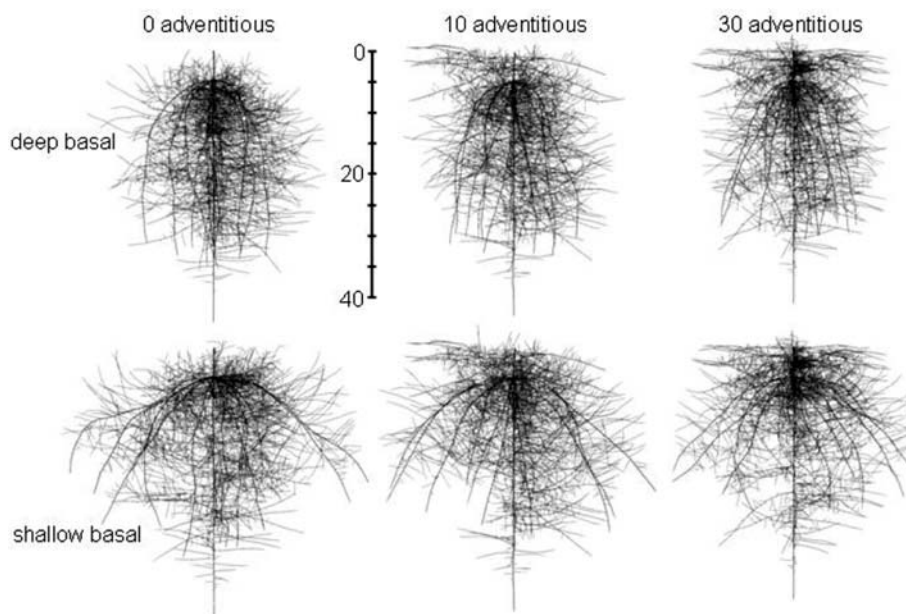 0 adventitious
10 adventitious
30 adventitious
0
deep basal
20
40
shallow basal